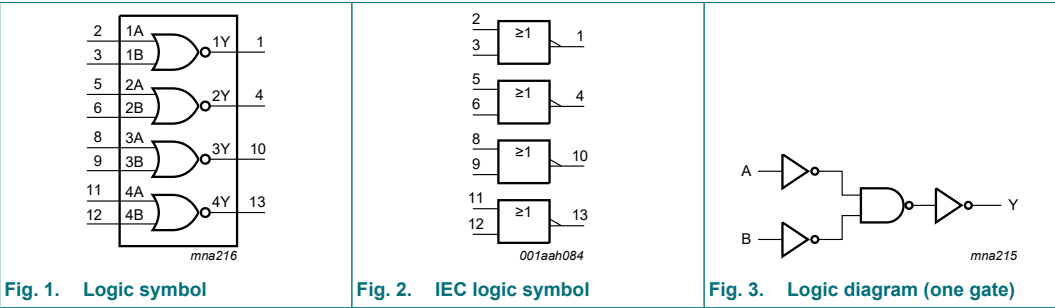 2 1A 1Y 1
3 1B
5 2A 2Y 4
6 2B
8 3A 3Y 10
9 3B
11 4A 4Y 13
12 4B
mna216
Fig. 1. Logic symbol
2 ≥1 1
3
5 ≥1 4
6
8 ≥1 10
9
11 ≥1 13
12
001aah084
Fig. 2. IEC logic symbol
A
Y
B
mna215
Fig. 3. Logic diagram (one gate)